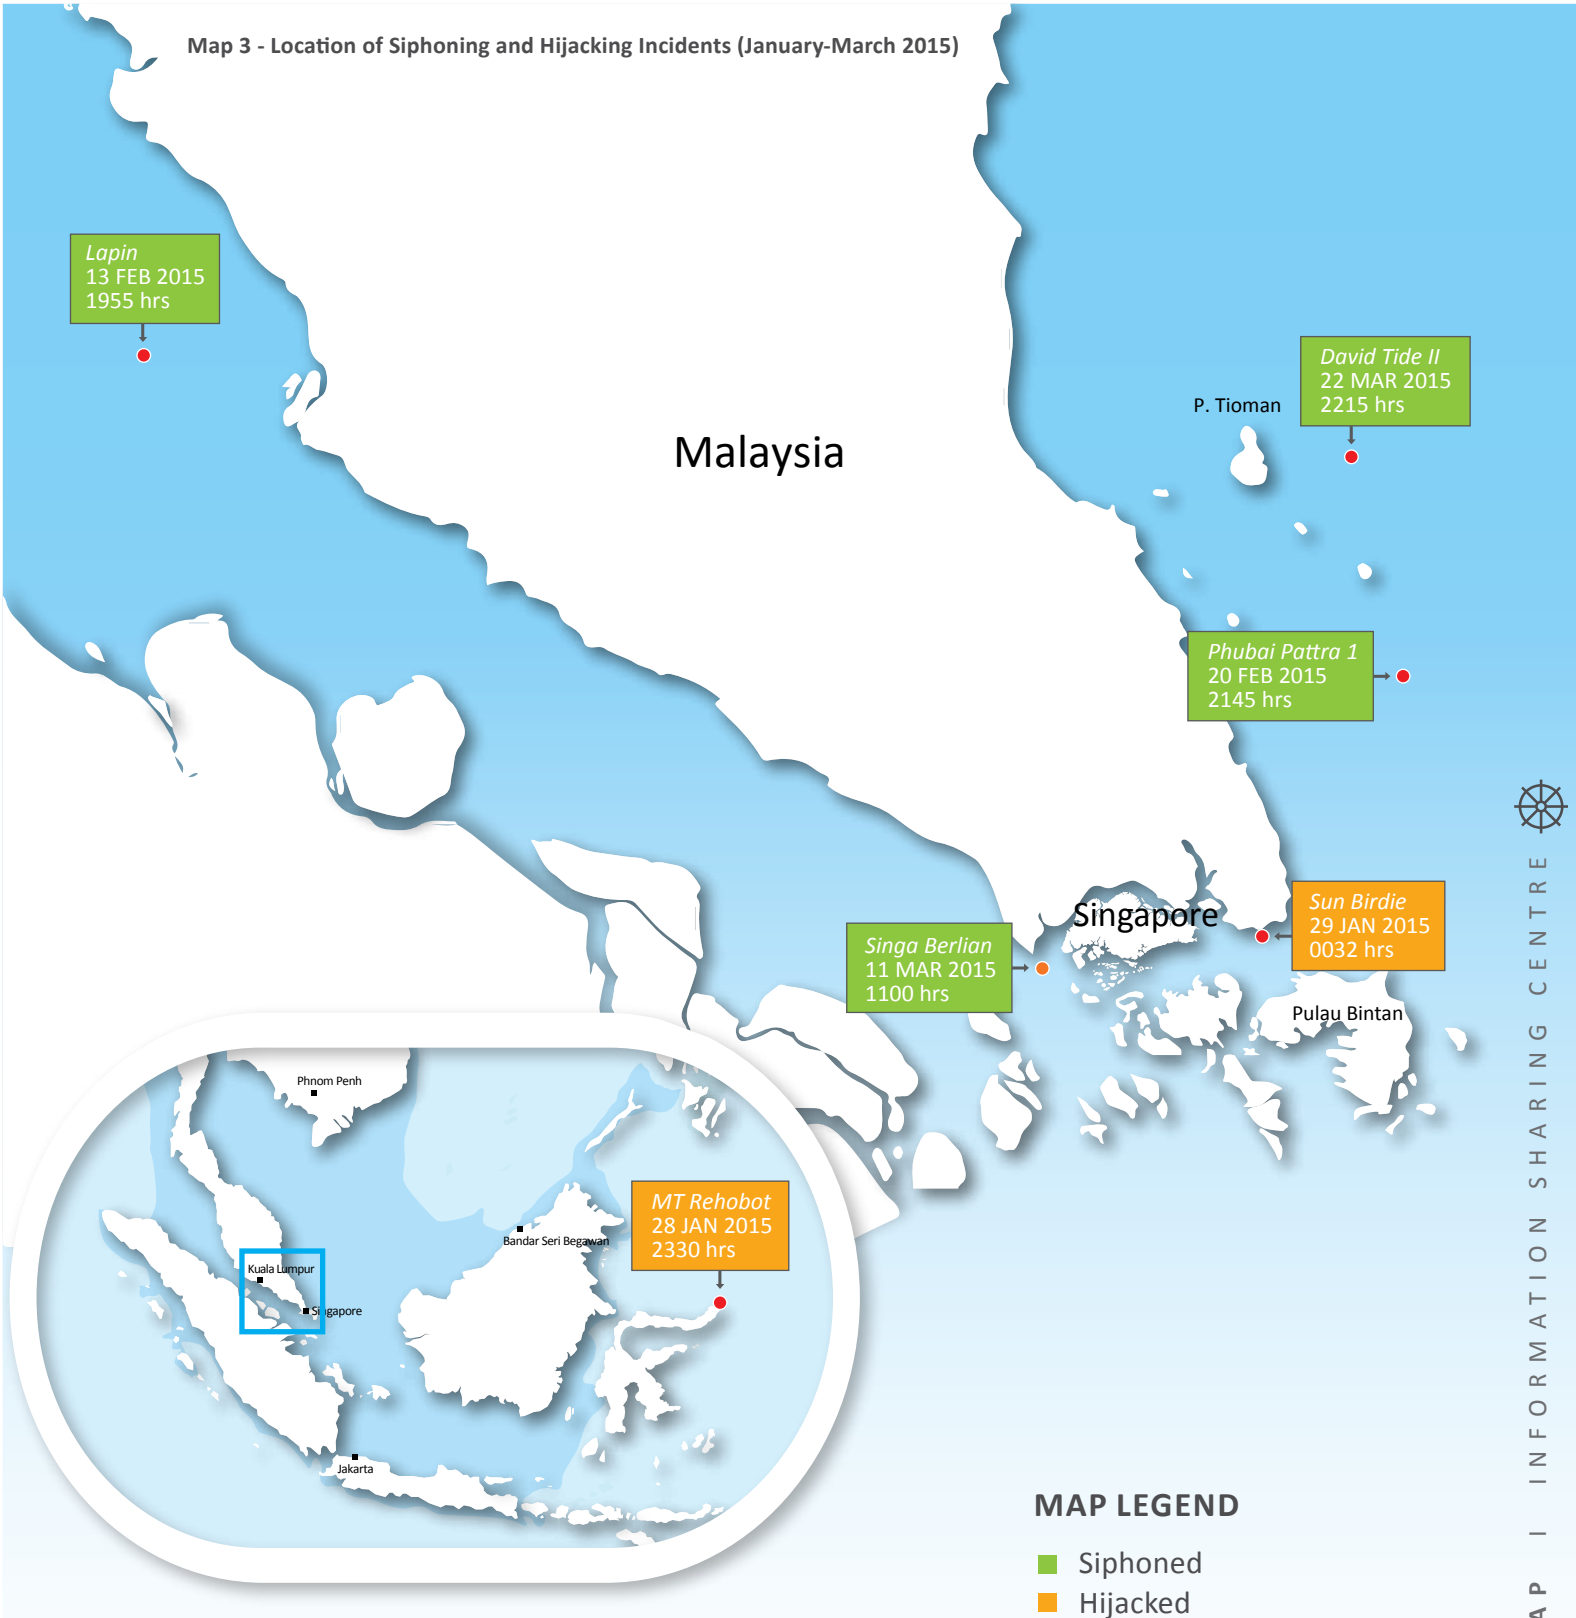 Map 3 - Location of Siphoning and Hijacking Incidents (January-March 2015)
Lapin
13 FEB 2015
1955 hrs
David Tide II
22 MAR 2015
2215 hrs
P. Tioman
Malaysia
Phubai Pattra 1
20 FEB 2015
2145 hrs
Singapore
Sun Birdie
29 JAN 2015
0032 hrs
Singa Berlian
11 MAR 2015
1100 hrs
Pulau Bintan
Phnom Penh
MT Rehobot
28 JAN 2015
2330 hrs
Bandar Seri Begawan
Kuala Lumpur
Singapore
Jakarta
MAP LEGEND
Siphoned
Hijacked
AP I INFORMATION SHARING CENTRE